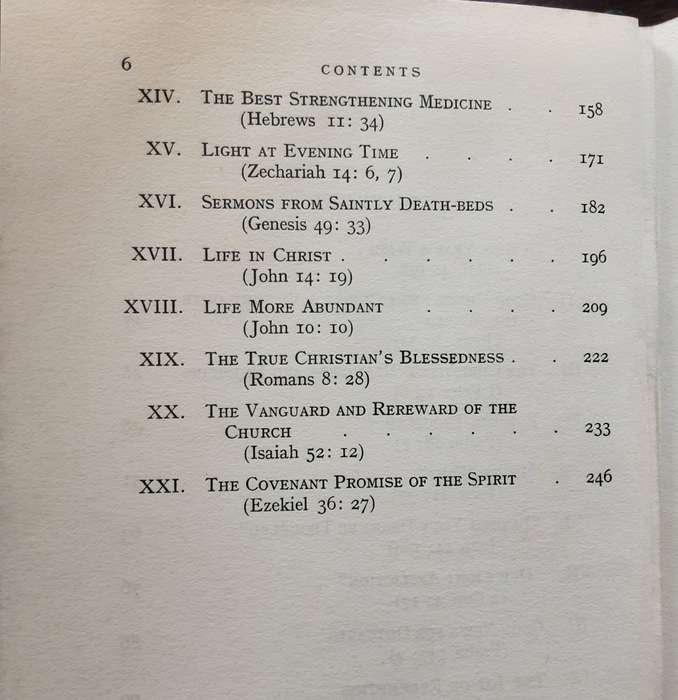 6
CONTENTS
XIV. The Best Strengthening Medicine . . 158
(Hebrews 11: 34)
XV. Light at Evening Time . . . . 171
(Zechariah 14: 6, 7)
XVI. Sermons from Saintly Death-beds . . 182
(Genesis 49: 33)
XVII. Life in Christ . . . . . . 196
(John 14: 19)
XVIII. Life More Abundant . . . . 209
(John 10: 10)
XIX. The True Christian's Blessedness . . 222
(Romans 8: 28)
XX. The Vanguard and Rereward of the
Church . . . . . . 233
(Isaiah 52: 12)
XXI. The Covenant Promise of the Spirit . 246
(Ezekiel 36: 27)